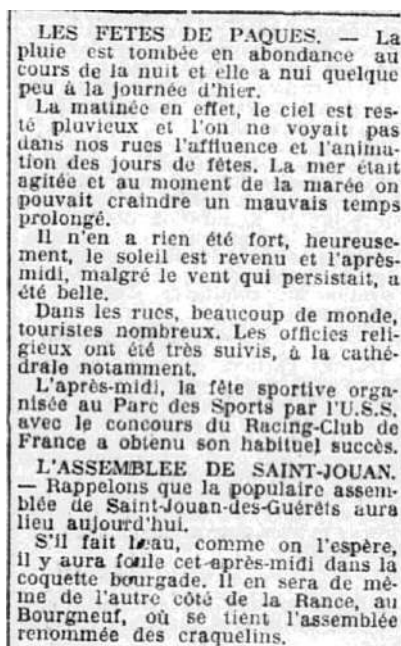 LES FETES DE PAQUES. — La
pluie est tombée en abondance au
cours de la nuit et elle a nui quelque
peu à la journée d'hier.
La matinée en effet, le ciel est res-
té pluvieux et l'on ne voyait pas
dans nos rues l'affluence et l'anima-
tion des jours de fêtes. La mer était
agitée et au moment de la marée on
pouvait craindre un mauvais temps
prolongé.
Il n'en a rien été fort, heureuse-
ment, le soleil est revenu et l'après-
midi, malgré le vent qui persistait, a
été belle.
Dans les rues, beaucoup de monde,
touristes nombreux. Les officies reli-
gieux ont été très suivis, à la cathé-
drale notamment.
L'après-midi, la fête sportive orga-
nisée au Parc des Sports par l'U.S.S.
avec le concours du Racing-Club de
France a obtenu son habituel succès.
L'ASSEMBLEE DE SAINT-JOUAN.
— Rappelons que la populaire assem-
blée de Saint-Jouan-des-Guérêts aura
lieu aujourd'hui.
S'il fait beau, comme on l'espère,
il y aura foule cet-après-midi dans la
coquette bourgade. Il en sera de mê-
me de l'autre côté de la Rance, au
Bourgneuf, où se tient l'assemblée
renommée des craquelins.